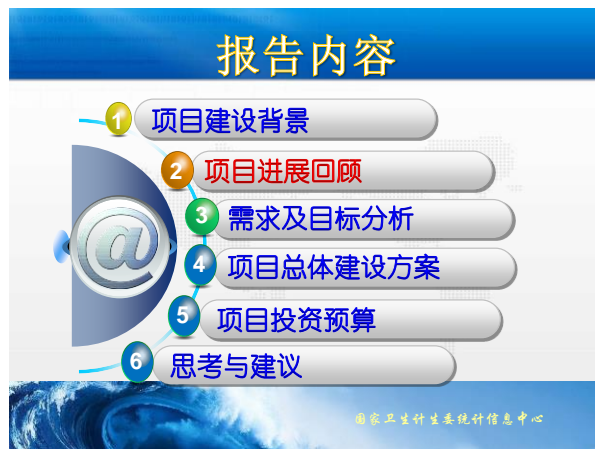 报告内容
1 项目建设背景
2 项目进展回顾
3 需求及目标分析
4 项目总体建设方案
5 项目投资预算
6 思考与建议
@
国家卫生计生委统计信息中心